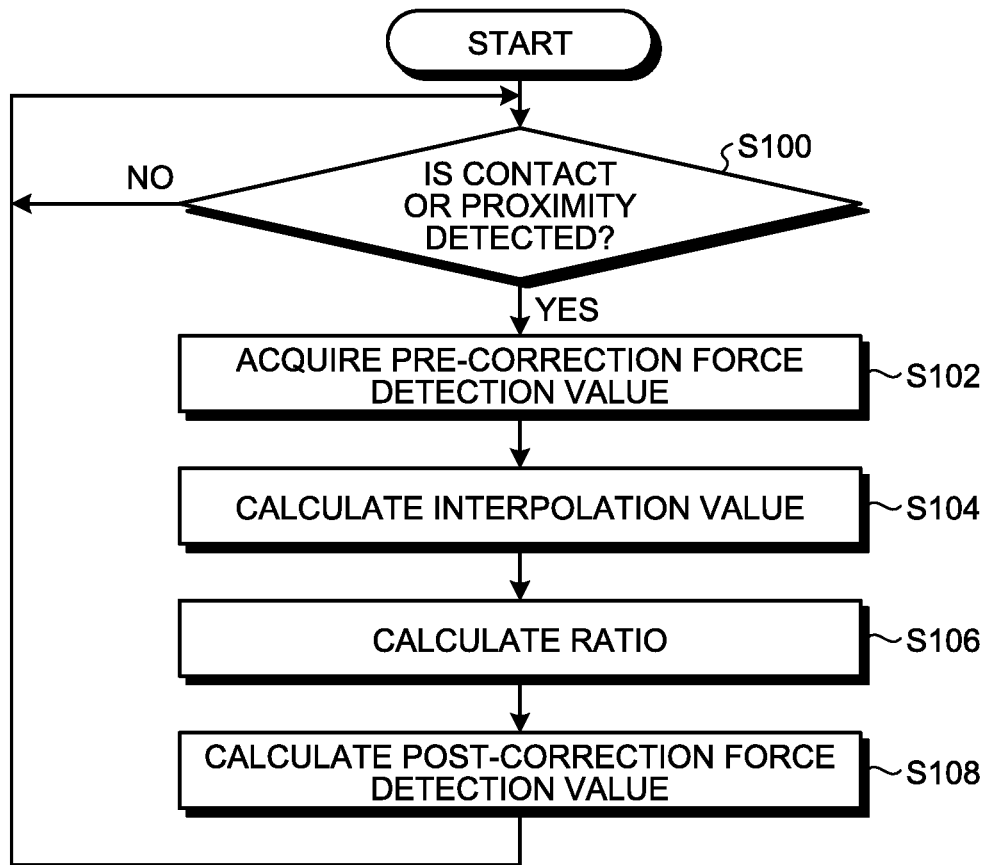 START
S100
IS CONTACT
OR PROXIMITY
DETECTED?
NO
YES
ACQUIRE PRE-CORRECTION FORCE
DETECTION VALUE
S102
CALCULATE INTERPOLATION VALUE
S104
CALCULATE RATIO
S106
CALCULATE POST-CORRECTION FORCE
DETECTION VALUE
S108